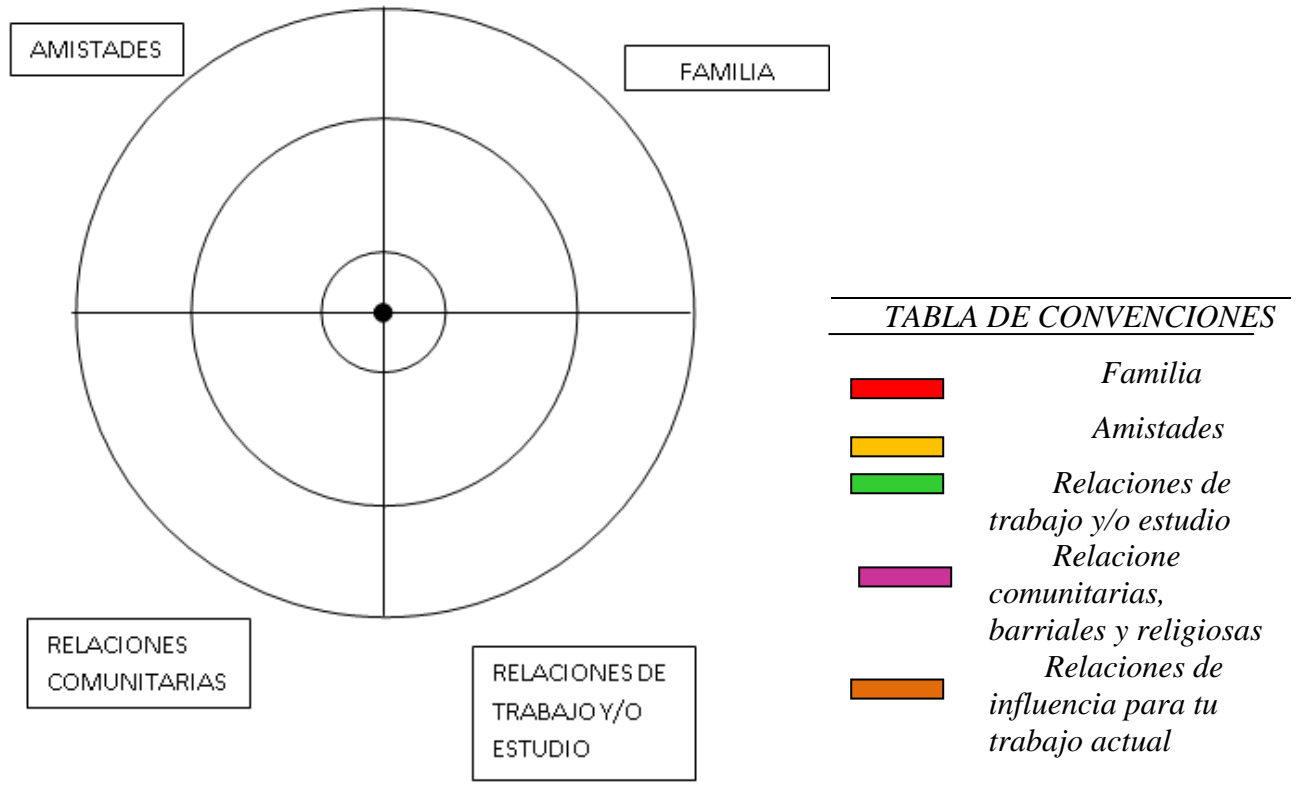 AMISTADES
FAMILIA
RELACIONES
COMUNITARIAS
RELACIONES DE
TRABAJO Y/O
ESTUDIO
TABLA DE CONVENCIONES
Familia
Amistades
Relaciones de
trabajo y/o estudio
Relacione
comunitarias,
barriales y religiosas
Relaciones de
influencia para tu
trabajo actual